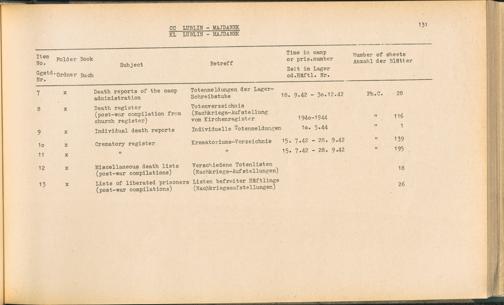 131
CC LUBLIN - MAJDANEK
KL LUBLIN - MAJDANEK
Item No. Folder Book Subject Betreff Time in camp or pris.number Number of sheets
Ggstd. Nr. Ordner Buch Zeit im Lager od.Häftl. Nr. Anzahl der Blätter
7 x Death reports of the camp Totenmeldungen der Lager-
administration Schreibstube 10. 9.42 - 30.12.42 Ph.C. 20
8 x Death register Totenverzeichnis
(post-war compilation from (Nachkriegs-Aufstellung
church register) vom Kirchenregister 1940-1944 " 116
9 x Individual death reports Individuelle Totenmeldungen 10. 3.44 " 1
10 x Crematory register Krematoriums-Verzeichnis 15. 7.42 - 28. 9.42 " 139
11 x " " 15. 7.42 - 28. 9.42 " 195
12 x Miscellaneous death lists Verschiedene Totenlisten
(post-war compilations) (Nachkriegs-Aufstellungen) 18
13 x Lists of liberated prisoners Listen befreiter Häftlinge
(post-war compilations) (Nachkriegsaufstellungen) 26